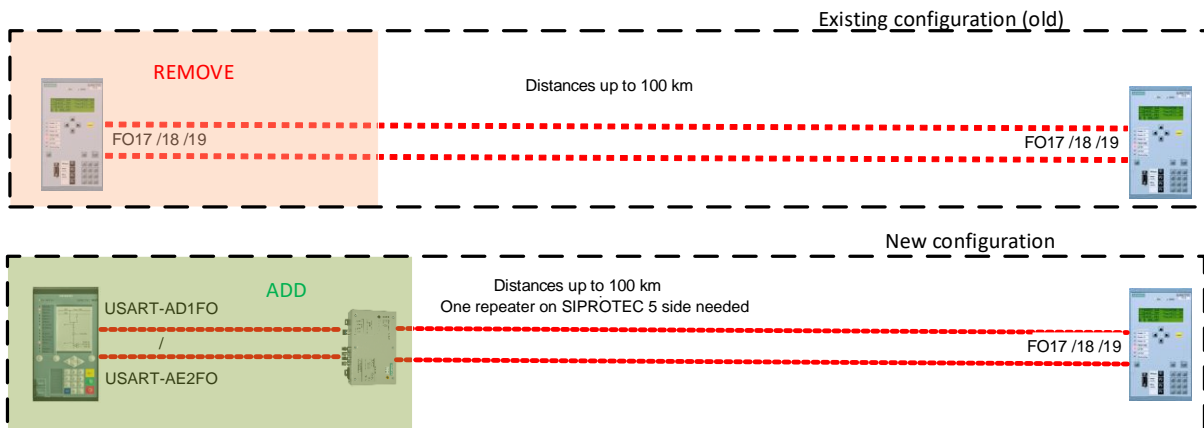 Existing configuration (old)
REMOVE
Distances up to 100 km
FO17 /18 /19
FO17 /18 /19
New configuration
ADD
Distances up to 100 km
One repeater on SIPROTEC 5 side needed
USART-AD1FO
/
USART-AE2FO
FO17 /18 /19